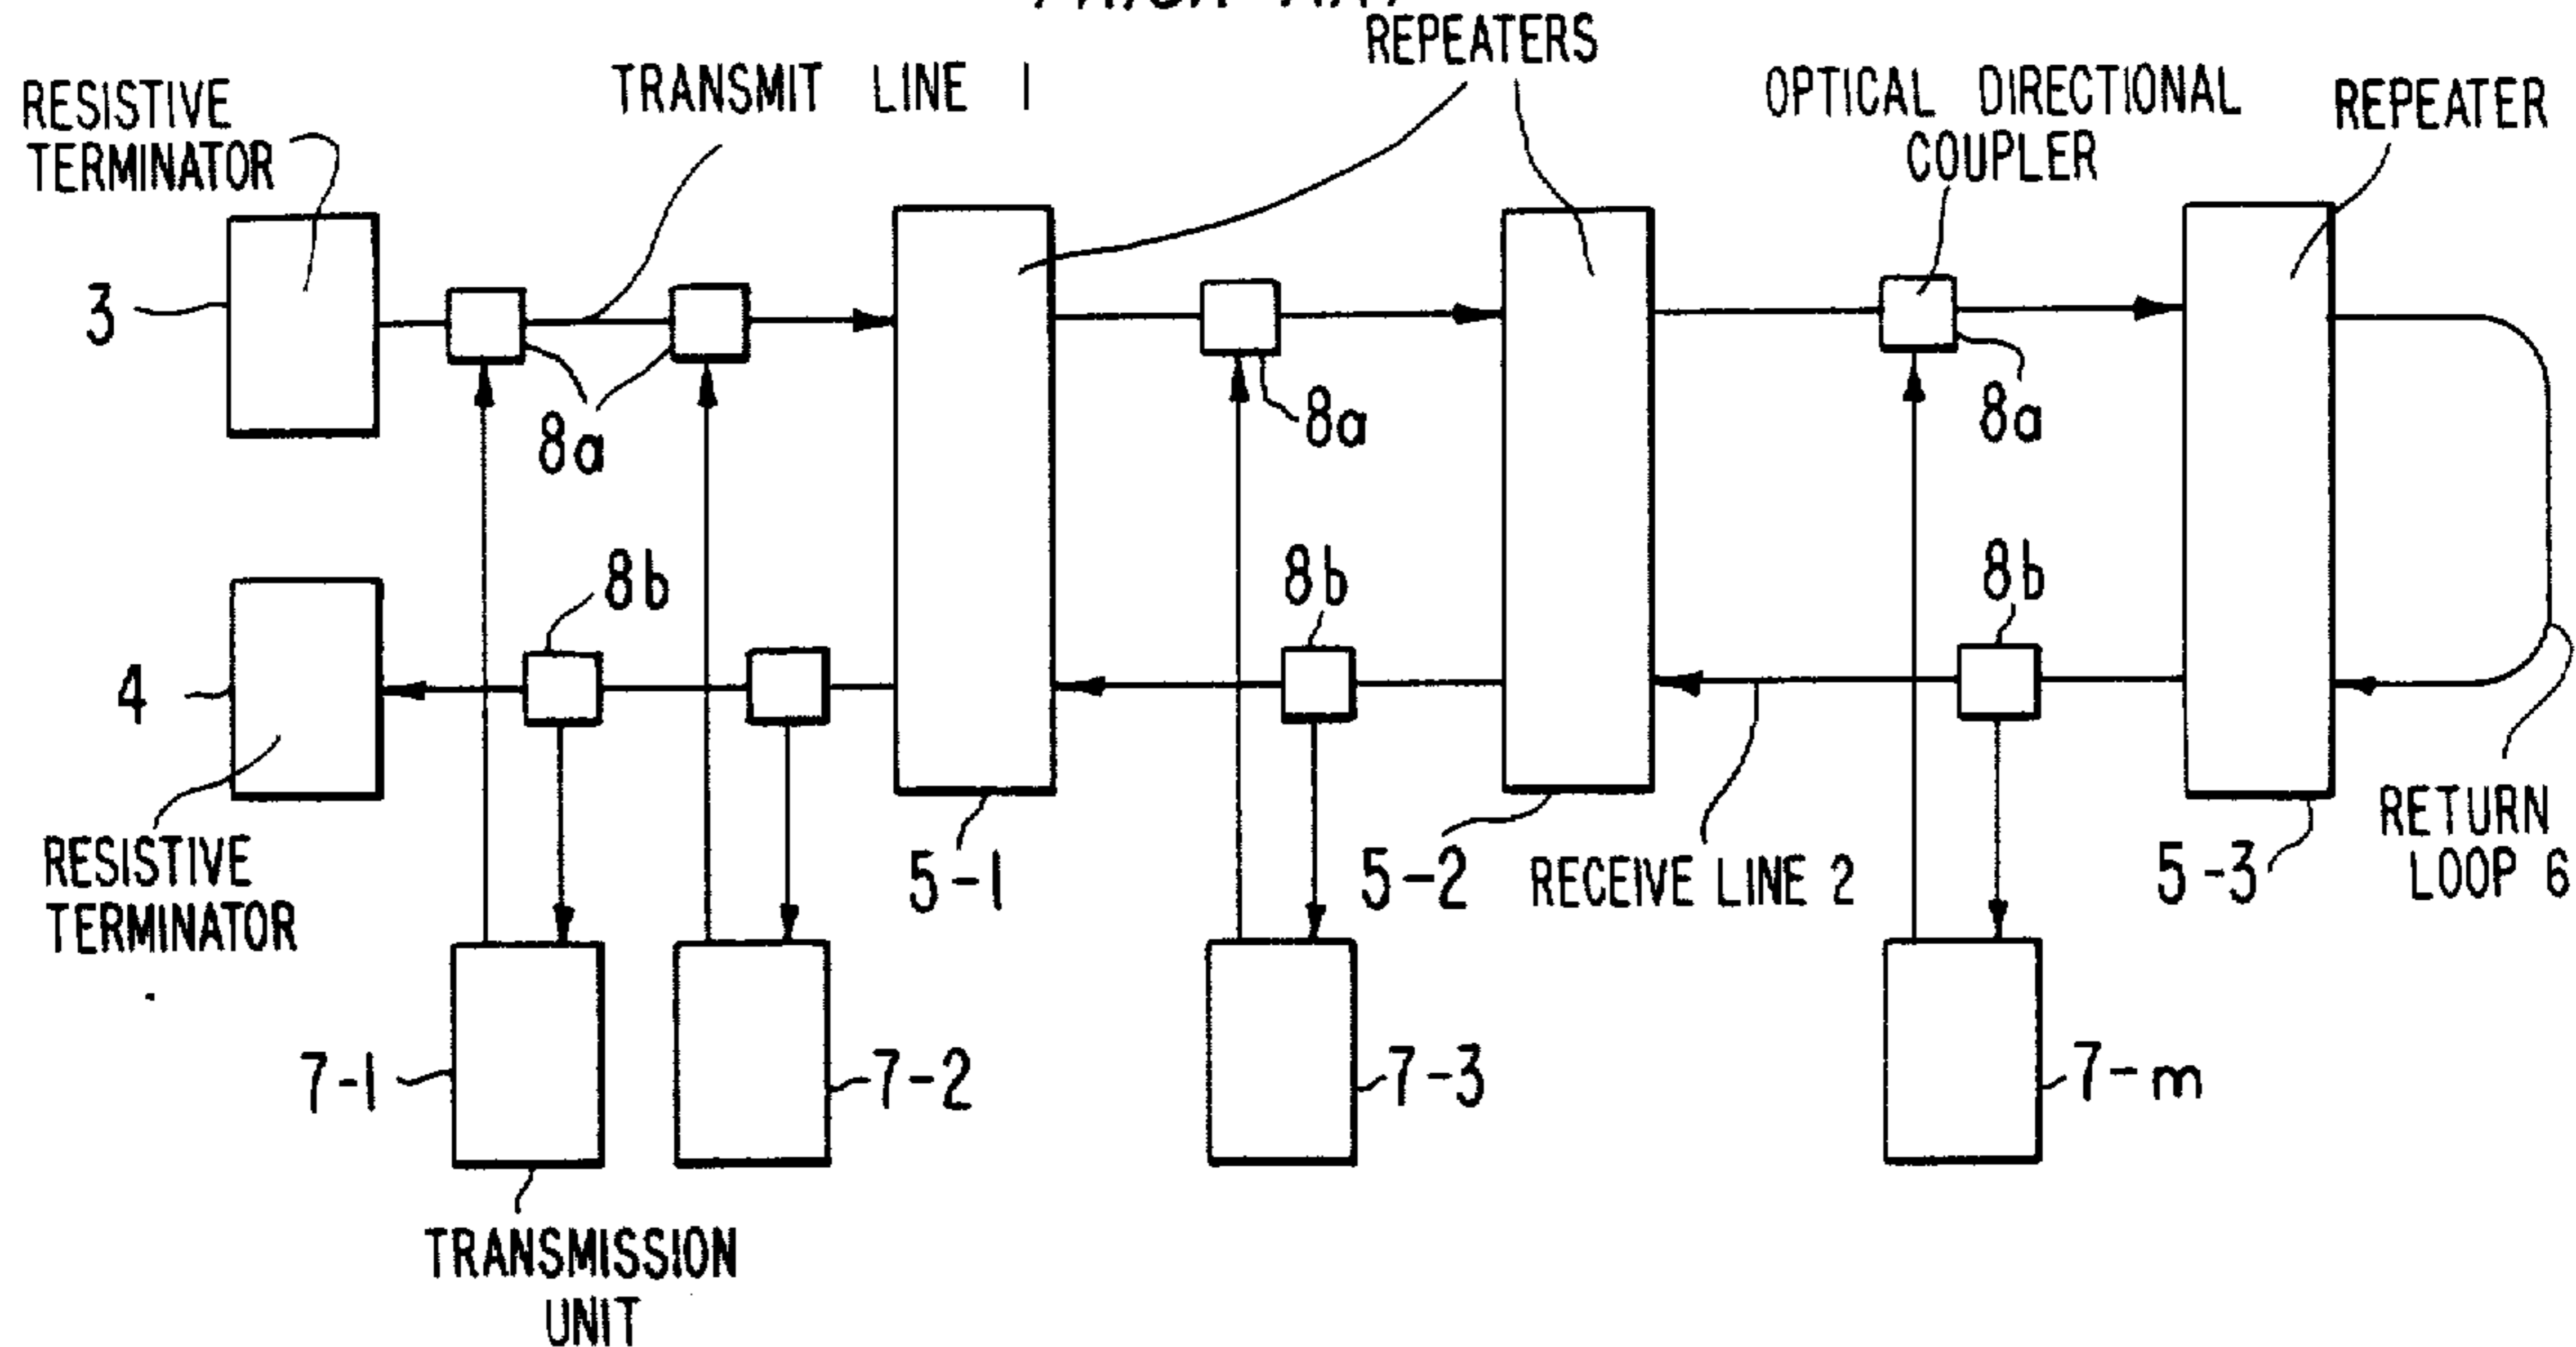 REPEATERS
TRANSMIT LINE 1
OPTICAL DIRECTIONAL
COUPLER
REPEATER
RESISTIVE
TERMINATOR
3
8a
8a
8a
8b
8b
8b
4
RESISTIVE
TERMINATOR
5-1
5-2
RECEIVE LINE 2
5-3
RETURN
LOOP 6
7-1
7-2
7-3
7-m
TRANSMISSION
UNIT